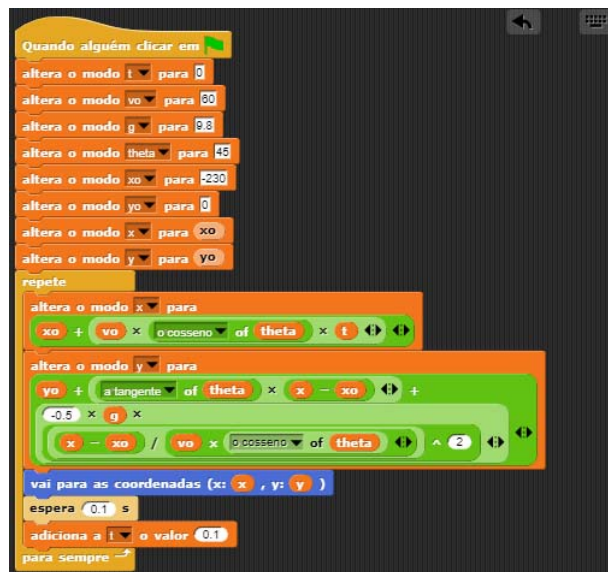 Quando alguém clicar em
altera o modo t para 0
altera o modo vo para 60
altera o modo g para 9.8
altera o modo theta para 45
altera o modo xo para -230
altera o modo yo para 0
altera o modo x para xo
altera o modo y para yo
repete
altera o modo x para
xo + vo × o cosseno of theta × t
altera o modo y para
yo + a tangente of theta × x − xo +
-0.5 × g ×
x − xo / vo × o cosseno of theta ^ 2
vai para as coordenadas (x: x , y: y )
espera 0.1 s
adiciona a t o valor 0.1
para sempre